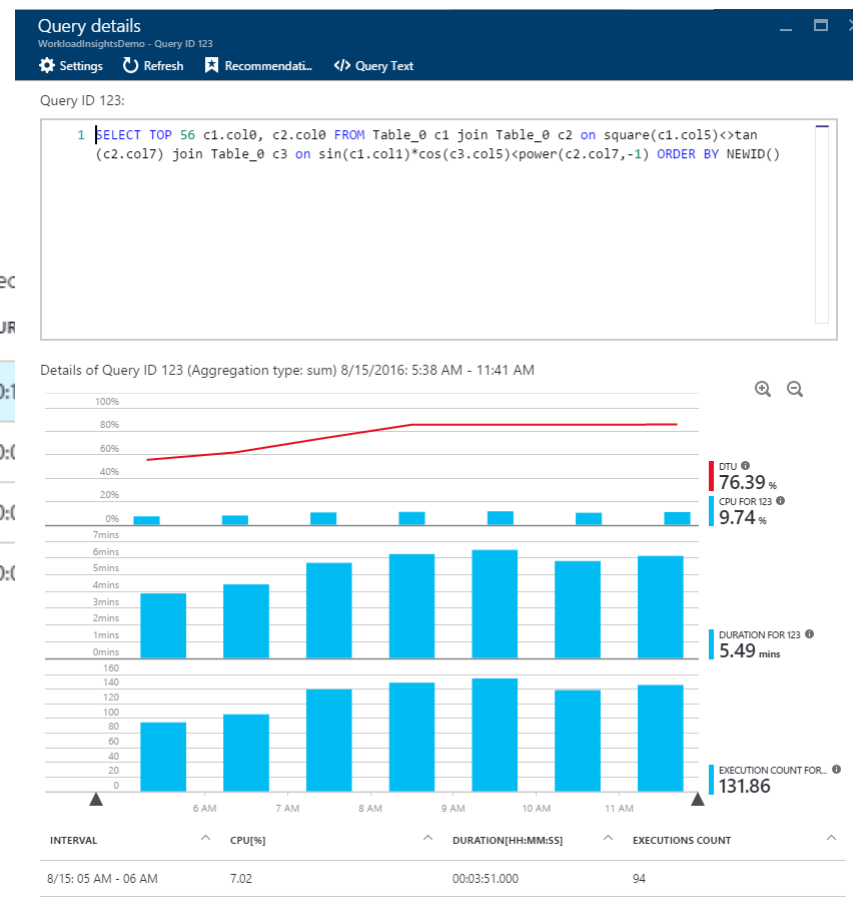 Query details
WorkloadInsightsDemo - Query ID 123
Settings Refresh Recommendati... </> Query Text
Query ID 123:
1 SELECT TOP 56 c1.col0, c2.col0 FROM Table_0 c1 join Table_0 c2 on square(c1.col5)<>tan
(c2.col7) join Table_0 c3 on sin(c1.col1)*cos(c3.col5)<power(c2.col7,-1) ORDER BY NEWID()
Details of Query ID 123 (Aggregation type: sum) 8/15/2016: 5:38 AM - 11:41 AM
100%
80%
60%
40%
20%
0%
DTU
76.39 %
CPU FOR 123
9.74 %
7mins
6mins
5mins
4mins
3mins
2mins
1mins
0mins
DURATION FOR 123
5.49 mins
160
140
120
100
80
60
40
20
0
EXECUTION COUNT FOR...
131.86
6 AM 7 AM 8 AM 9 AM 10 AM 11 AM
INTERVAL CPU[%] DURATION[HH:MM:SS] EXECUTIONS COUNT
8/15: 05 AM - 06 AM 7.02 00:03:51.000 94